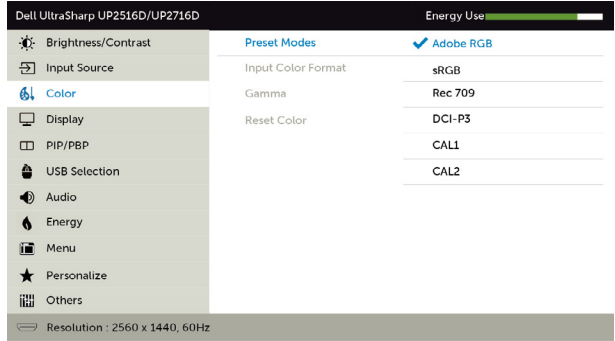 Dell UltraSharp UP2516D/UP2716D
Energy Use
Brightness/Contrast
Input Source
Color
Display
PIP/PBP
USB Selection
Audio
Energy
Menu
Personalize
Others
Preset Modes
Input Color Format
Gamma
Reset Color
Adobe RGB
sRGB
Rec 709
DCI-P3
CAL1
CAL2
Resolution : 2560 x 1440, 60Hz